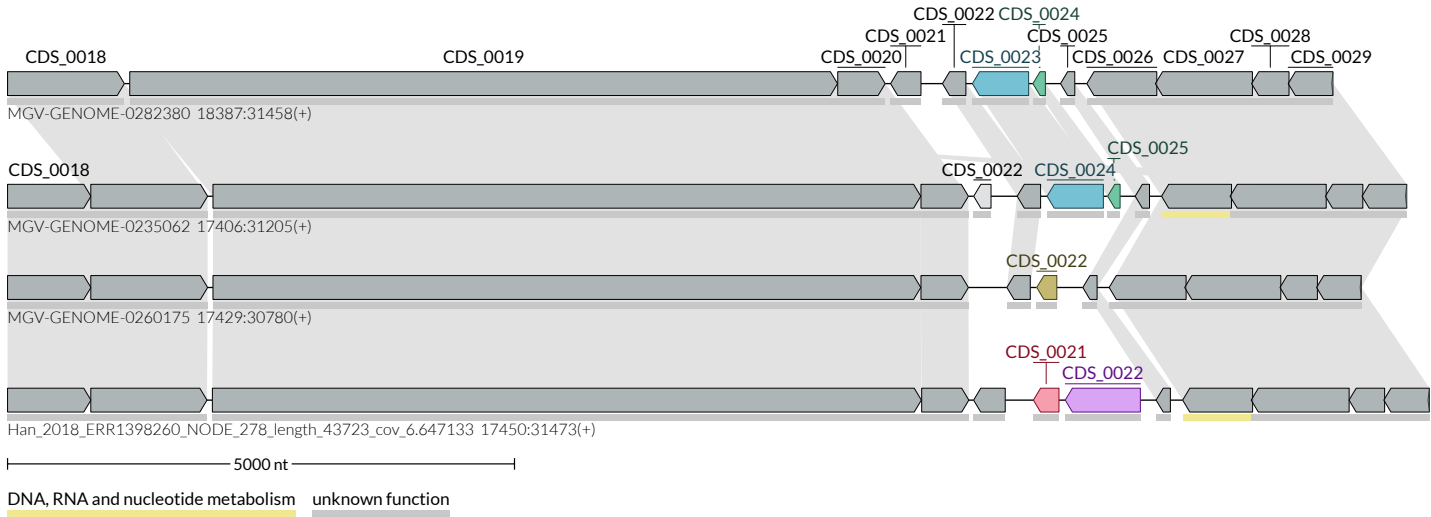 CDS_0022 CDS_0024
CDS_0021 CDS_0025 CDS_0028
CDS_0018 CDS_0019 CDS_0020 CDS_0023 CDS_0026 CDS_0027 CDS_0029
MGV-GENOME-0282380 18387:31458(+)
CDS_0025
CDS_0018 CDS_0022 CDS_0024
MGV-GENOME-0235062 17406:31205(+)
CDS_0022
MGV-GENOME-0260175 17429:30780(+)
CDS_0021
CDS_0022
Han_2018_ERR1398260_NODE_278_length_43723_cov_6.647133 17450:31473(+)
5000 nt
DNA, RNA and nucleotide metabolism unknown function